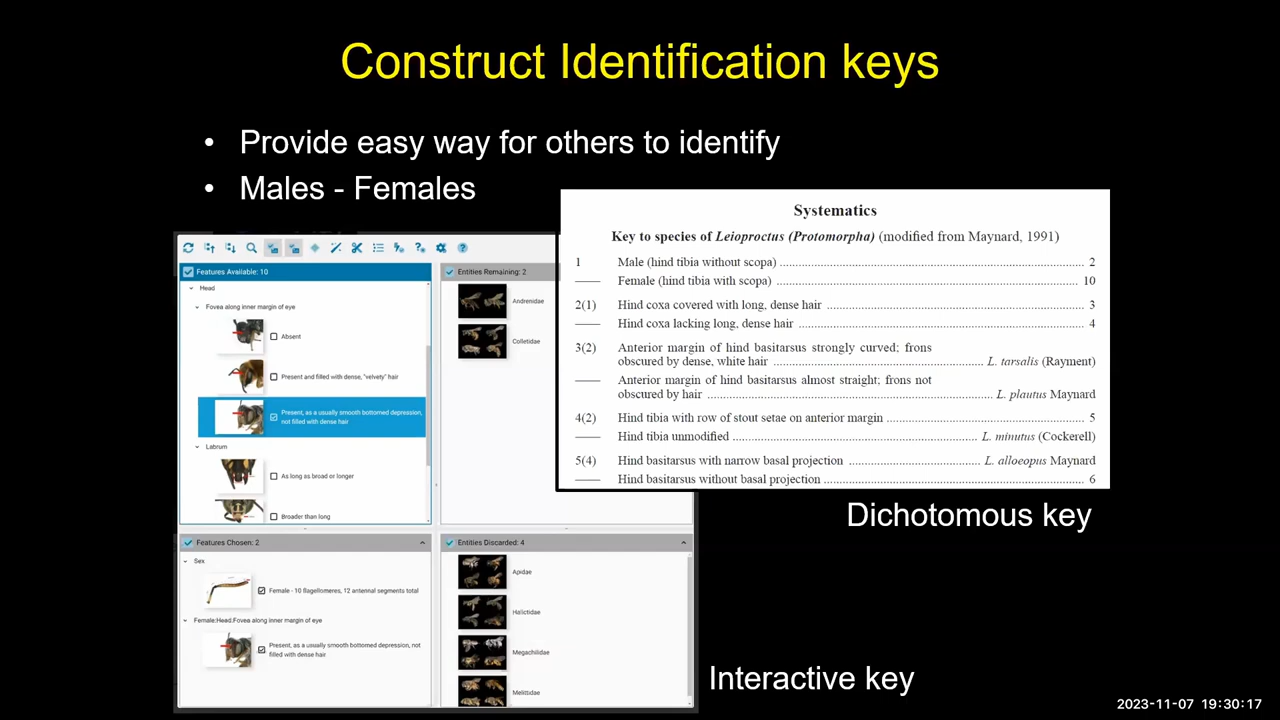 Construct Identification keys
• Provide easy way for others to identify
• Males - Females
Features Available: 10
Head
Fovea along inner margin of eye
Absent
Present and filled with dense, "velvety" hair
Present, as a usually smooth bottomed depression,
not filled with dense hair
Labrum
As long as broad or longer
Broader than long
Entities Remaining: 2
Andrenidae
Colletidae
Features Chosen: 2
Sex
Female - 10 flagellomeres, 12 antennal segments total
Female:Head:Fovea along inner margin of eye
Present, as a usually smooth bottomed depression, not
filled with dense hair
Entities Discarded: 4
Apidae
Halictidae
Megachilidae
Melittidae
Systematics
Key to species of Leioproctus (Protomorpha) (modified from Maynard, 1991)
1 Male (hind tibia without scopa) 2
—— Female (hind tibia with scopa) 10
2(1) Hind coxa covered with long, dense hair 3
—— Hind coxa lacking long, dense hair 4
3(2) Anterior margin of hind basitarsus strongly curved; frons
obscured by dense, white hair L. tarsalis (Rayment)
—— Anterior margin of hind basitarsus almost straight; frons not
obscured by hair L. plautus Maynard
4(2) Hind tibia with row of stout setae on anterior margin 5
—— Hind tibia unmodified L. minutus (Cockerell)
5(4) Hind basitarsus with narrow basal projection L. alloeopus Maynard
—— Hind basitarsus without basal projection 6
Dichotomous key
Interactive key
2023-11-07 19:30:17